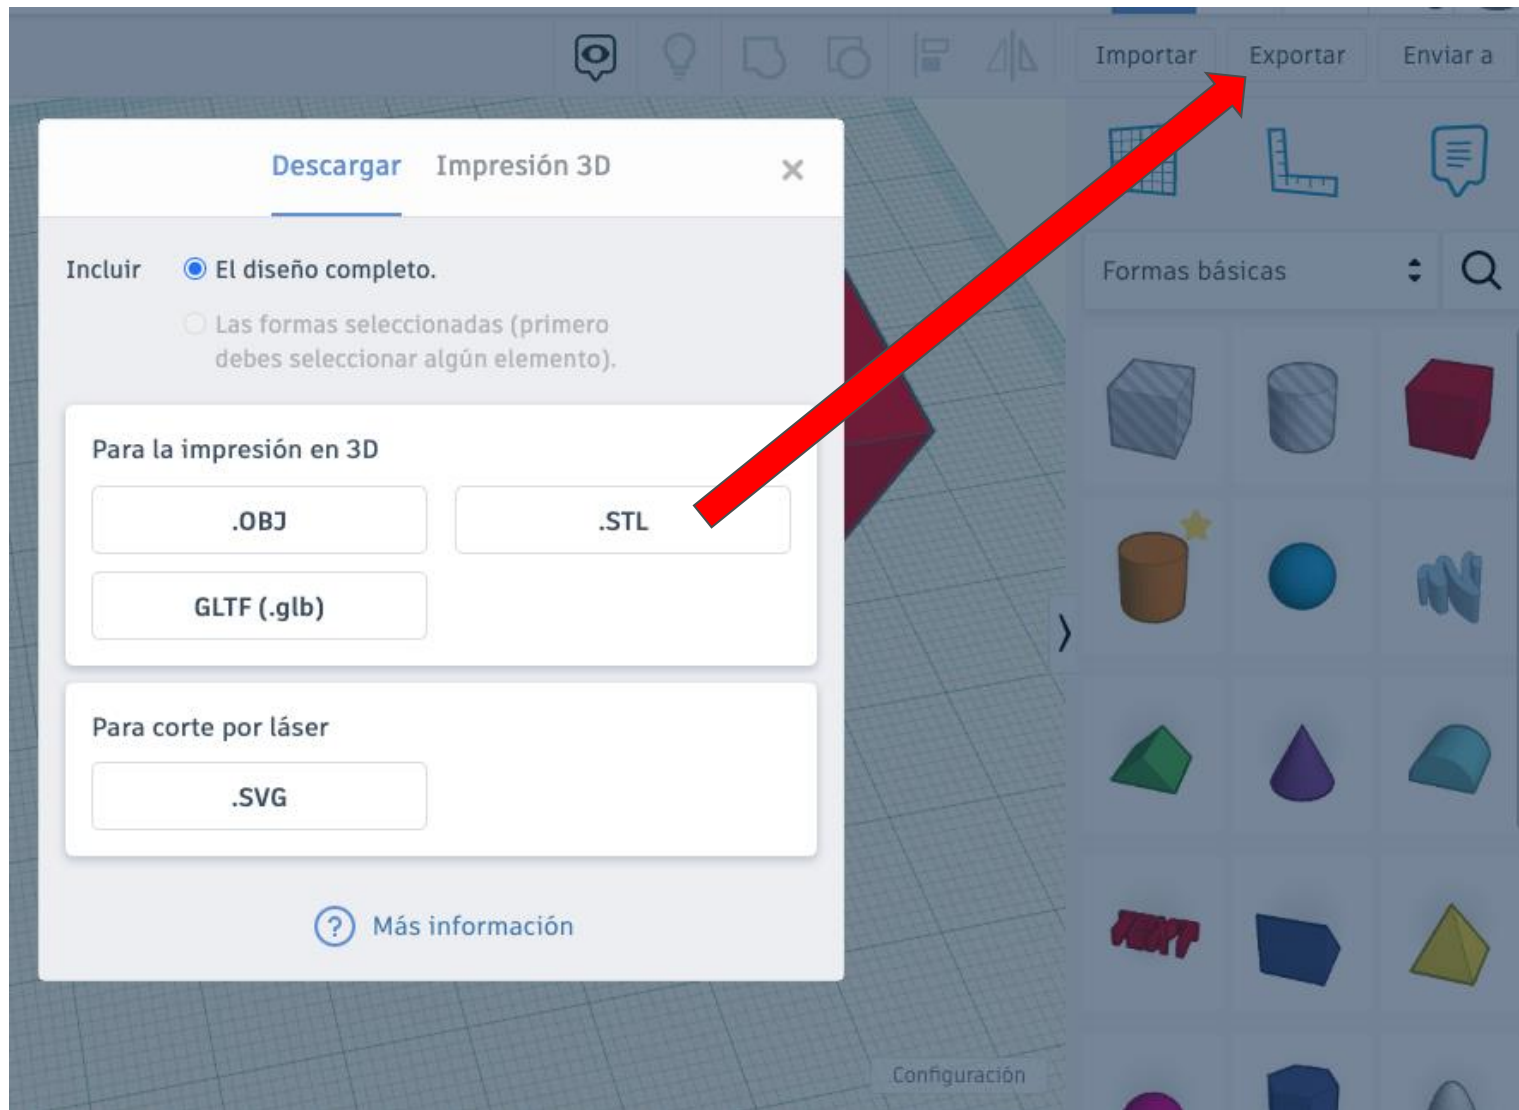 Importar
Exportar
Enviar a
Descargar
Impresión 3D
Incluir
El diseño completo.
Las formas seleccionadas (primero
debes seleccionar algún elemento).
Para la impresión en 3D
.OBJ
.STL
GLTF (.glb)
Para corte por láser
.SVG
? Más información
Formas básicas
TEXT
Configuración